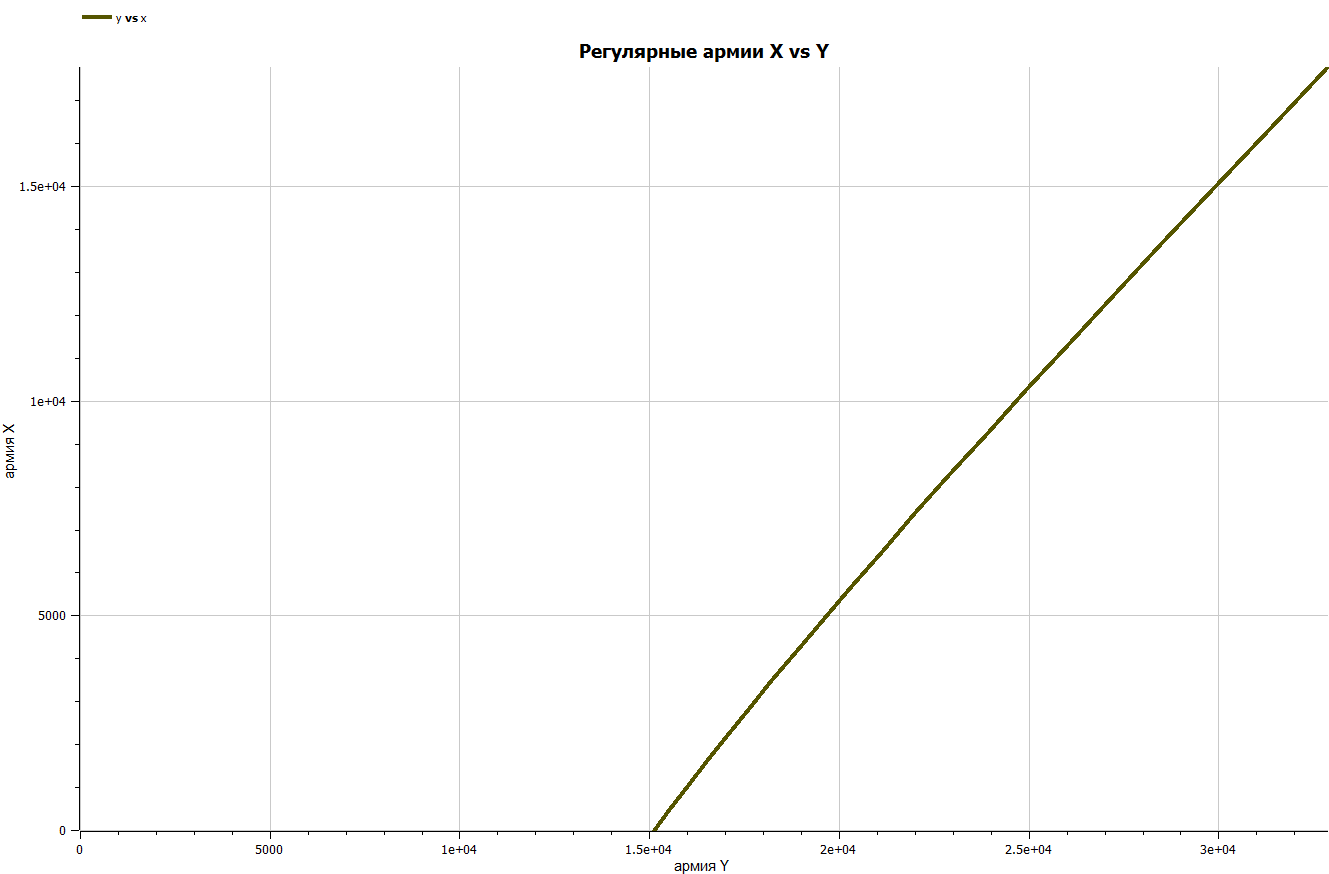 y vs x
Регулярные армии X vs Y
1.5e+04
1e+04
армия X
5000
0
0 5000 1e+04 1.5e+04 2e+04 2.5e+04 3e+04
армия Y